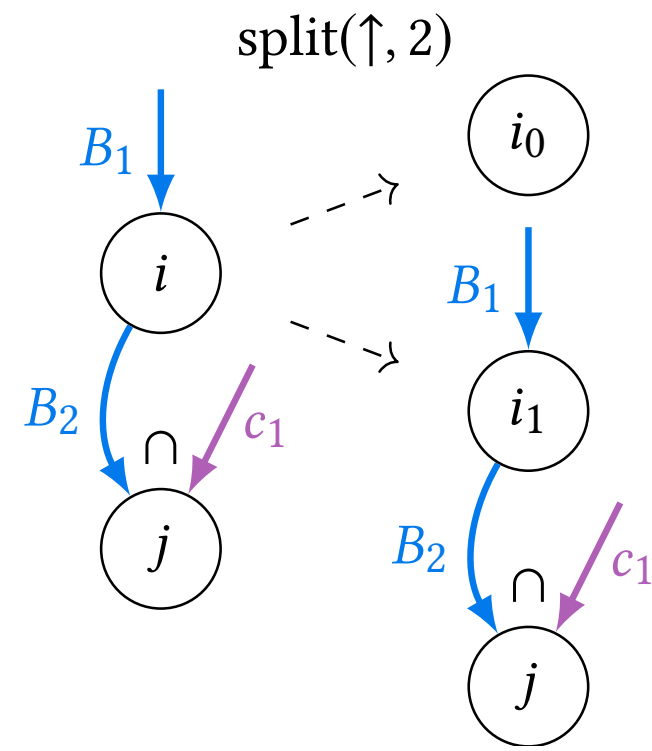 split(↑, 2)
B₁
i
B₂
∩
c₁
j
i₀
B₁
i₁
B₂
∩
c₁
j